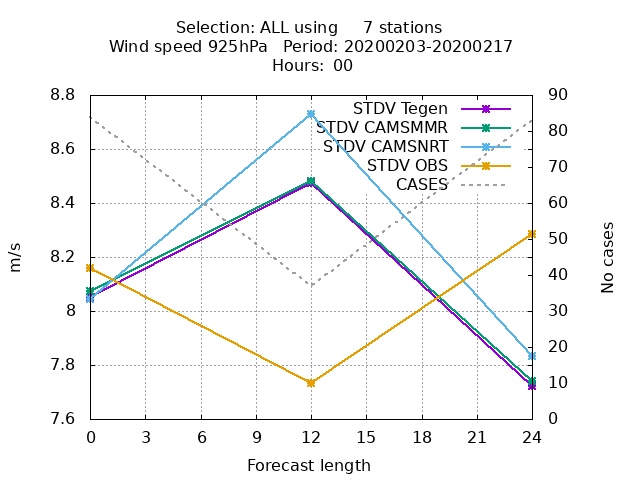 Selection: ALL using     7 stations
Wind speed 925hPa   Period: 20200203-20200217
Hours:  00
STDV Tegen
STDV CAMSMMR
STDV CAMSNRT
STDV OBS
CASES
8.8
8.6
8.4
8.2
8
7.8
7.6
m/s
90
80
70
60
50
40
30
20
10
0
No cases
0 3 6 9 12 15 18 21 24
Forecast length